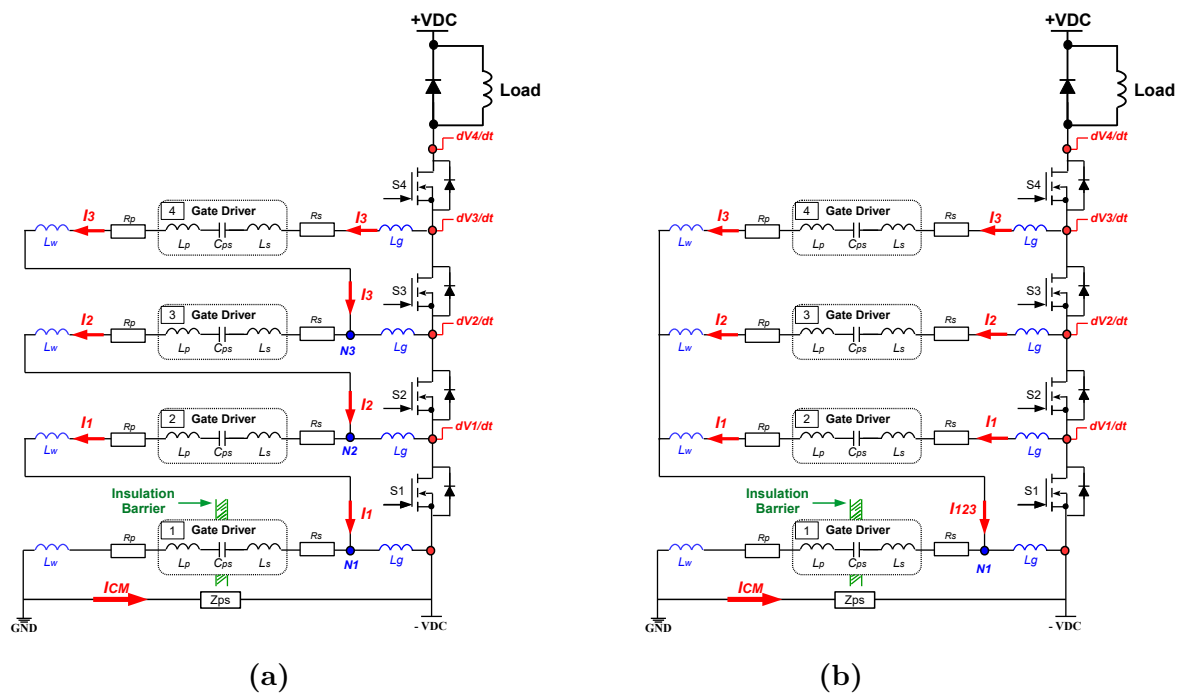 +VDC
Load
dV4/dt
S4
4 Gate Driver
I3 Rp Rs I3 dV3/dt
Lw Lp Cps Ls Lg
S3
I3
3 Gate Driver
I2 Rp Rs dV2/dt
Lw Lp Cps Ls N3 Lg
S2
I2
2 Gate Driver
I1 Rp Rs dV1/dt
Lw Lp Cps Ls N2 Lg
Insulation
Barrier
S1
I1
1 Gate Driver
Rp Rs
Lw Lp Cps Ls N1 Lg
ICM Zps
GND - VDC
(a)
+VDC
Load
dV4/dt
S4
4 Gate Driver
I3 Rp Rs I3 dV3/dt
Lw Lp Cps Ls Lg
S3
3 Gate Driver
I2 Rp Rs I2 dV2/dt
Lw Lp Cps Ls Lg
S2
2 Gate Driver
I1 Rp Rs I1 dV1/dt
Lw Lp Cps Ls Lg
Insulation
Barrier
S1
I123
1 Gate Driver
Rp Rs
Lw Lp Cps Ls N1 Lg
ICM Zps
GND - VDC
(b)